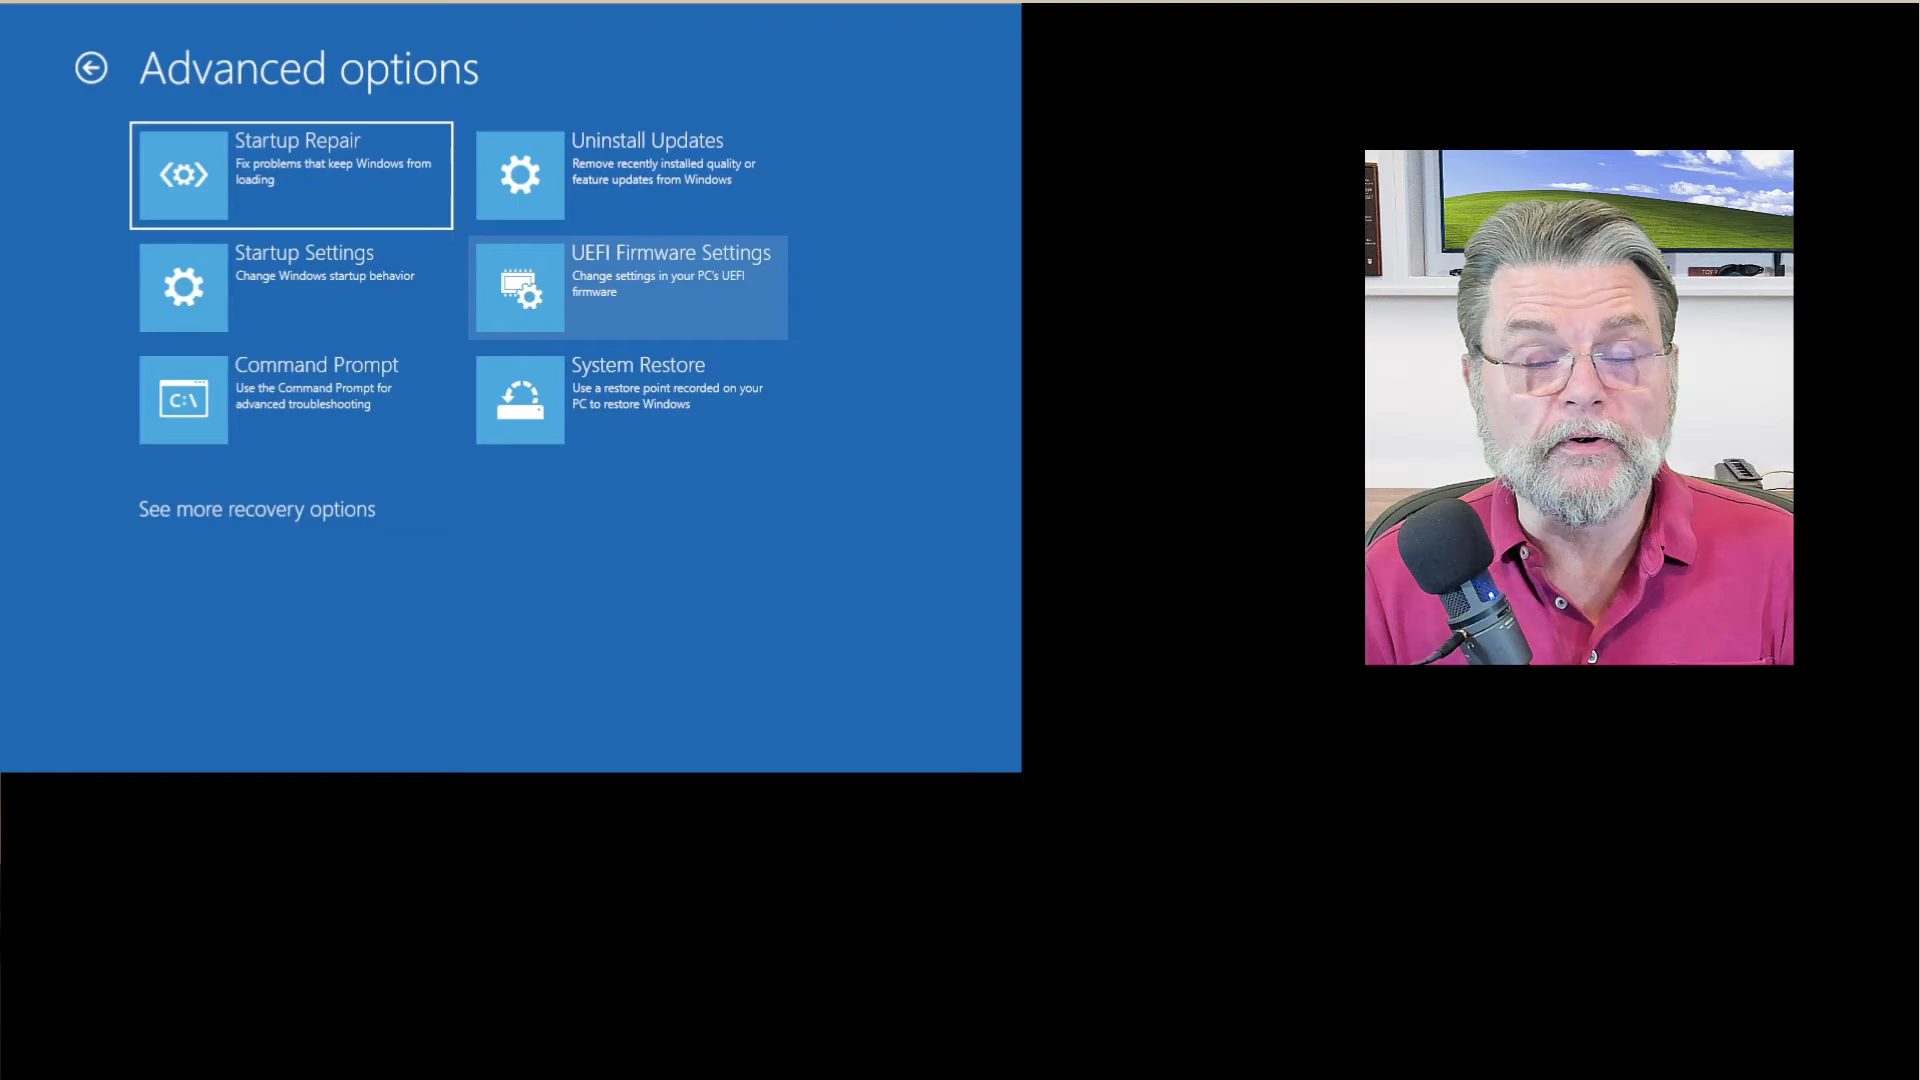 Advanced options
Startup Repair
Fix problems that keep Windows from
loading
Uninstall Updates
Remove recently installed quality or
feature updates from Windows
Startup Settings
Change Windows startup behavior
UEFI Firmware Settings
Change settings in your PC's UEFI
firmware
C:\
Command Prompt
Use the Command Prompt for
advanced troubleshooting
System Restore
Use a restore point recorded on your
PC to restore Windows
See more recovery options